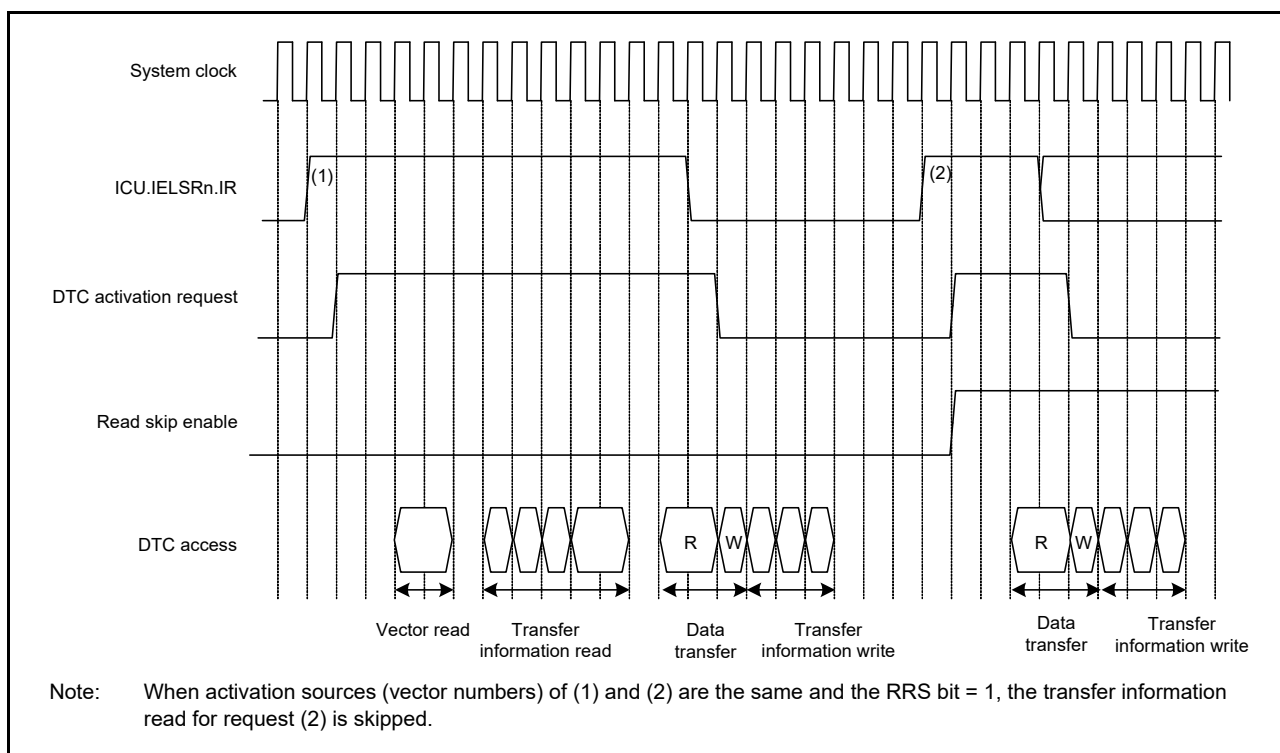 System clock
ICU.IELSRn.IR
(1)
(2)
DTC activation request
Read skip enable
DTC access
R
W
R
W
Vector read
Transfer
information read
Data
transfer
Transfer
information write
Data
transfer
Transfer
information write
Note: When activation sources (vector numbers) of (1) and (2) are the same and the RRS bit = 1, the transfer information
read for request (2) is skipped.